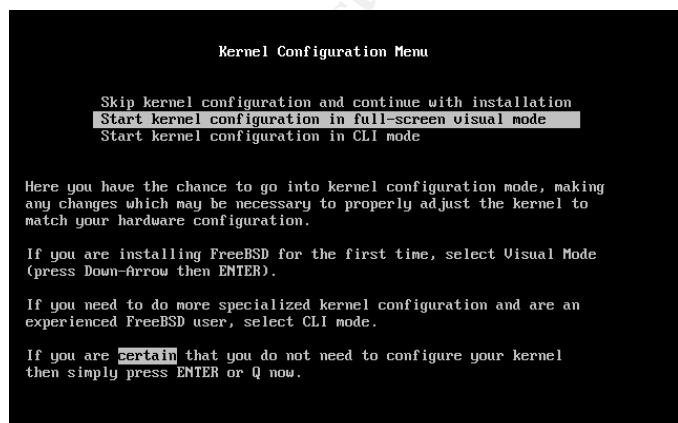 Kernel Configuration Menu
Skip kernel configuration and continue with installation
Start kernel configuration in full-screen visual mode
Start kernel configuration in CLI mode
Here you have the chance to go into kernel configuration mode, making
any changes which may be necessary to properly adjust the kernel to
match your hardware configuration.
If you are installing FreeBSD for the first time, select Visual Mode
(press Down-Arrow then ENTER).
If you need to do more specialized kernel configuration and are an
experienced FreeBSD user, select CLI mode.
If you are certain that you do not need to configure your kernel
then simply press ENTER or Q now.